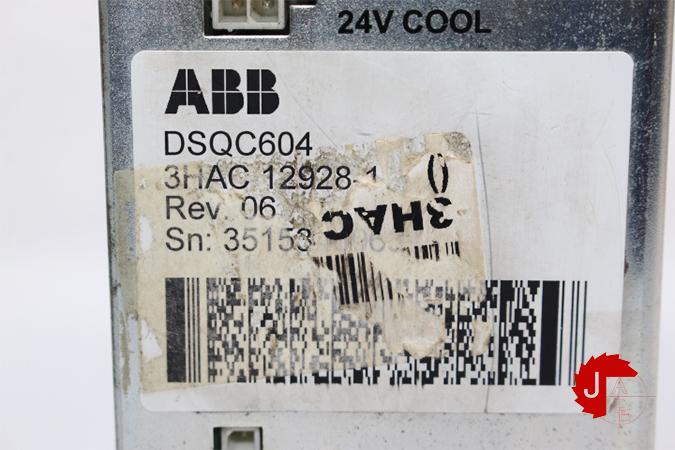 24V COOL
ABB
DSQC604
3HAC 12928-1
Rev. 06
3HAC
()
Sn: 35153
J
A